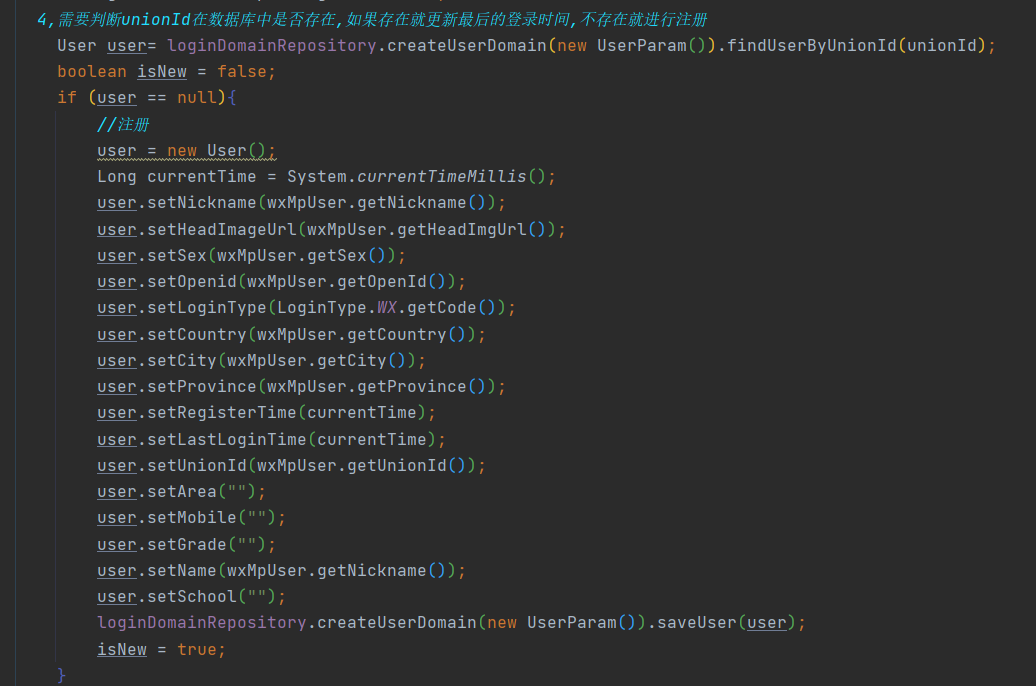 4,需要判断unionId在数据库中是否存在,如果存在就更新最后的登录时间,不存在就进行注册
User user= loginDomainRepository.createUserDomain(new UserParam()).findUserByUnionId(unionId);
boolean isNew = false;
if (user == null){
//注册
user = new User();
Long currentTime = System.currentTimeMillis();
user.setNickname(wxMpUser.getNickname());
user.setHeadImageUrl(wxMpUser.getHeadImgUrl());
user.setSex(wxMpUser.getSex());
user.setOpenid(wxMpUser.getOpenId());
user.setLoginType(LoginType.WX.getCode());
user.setCountry(wxMpUser.getCountry());
user.setCity(wxMpUser.getCity());
user.setProvince(wxMpUser.getProvince());
user.setRegisterTime(currentTime);
user.setLastLoginTime(currentTime);
user.setUnionId(wxMpUser.getUnionId());
user.setArea("");
user.setMobile("");
user.setGrade("");
user.setName(wxMpUser.getNickname());
user.setSchool("");
loginDomainRepository.createUserDomain(new UserParam()).saveUser(user);
isNew = true;
}